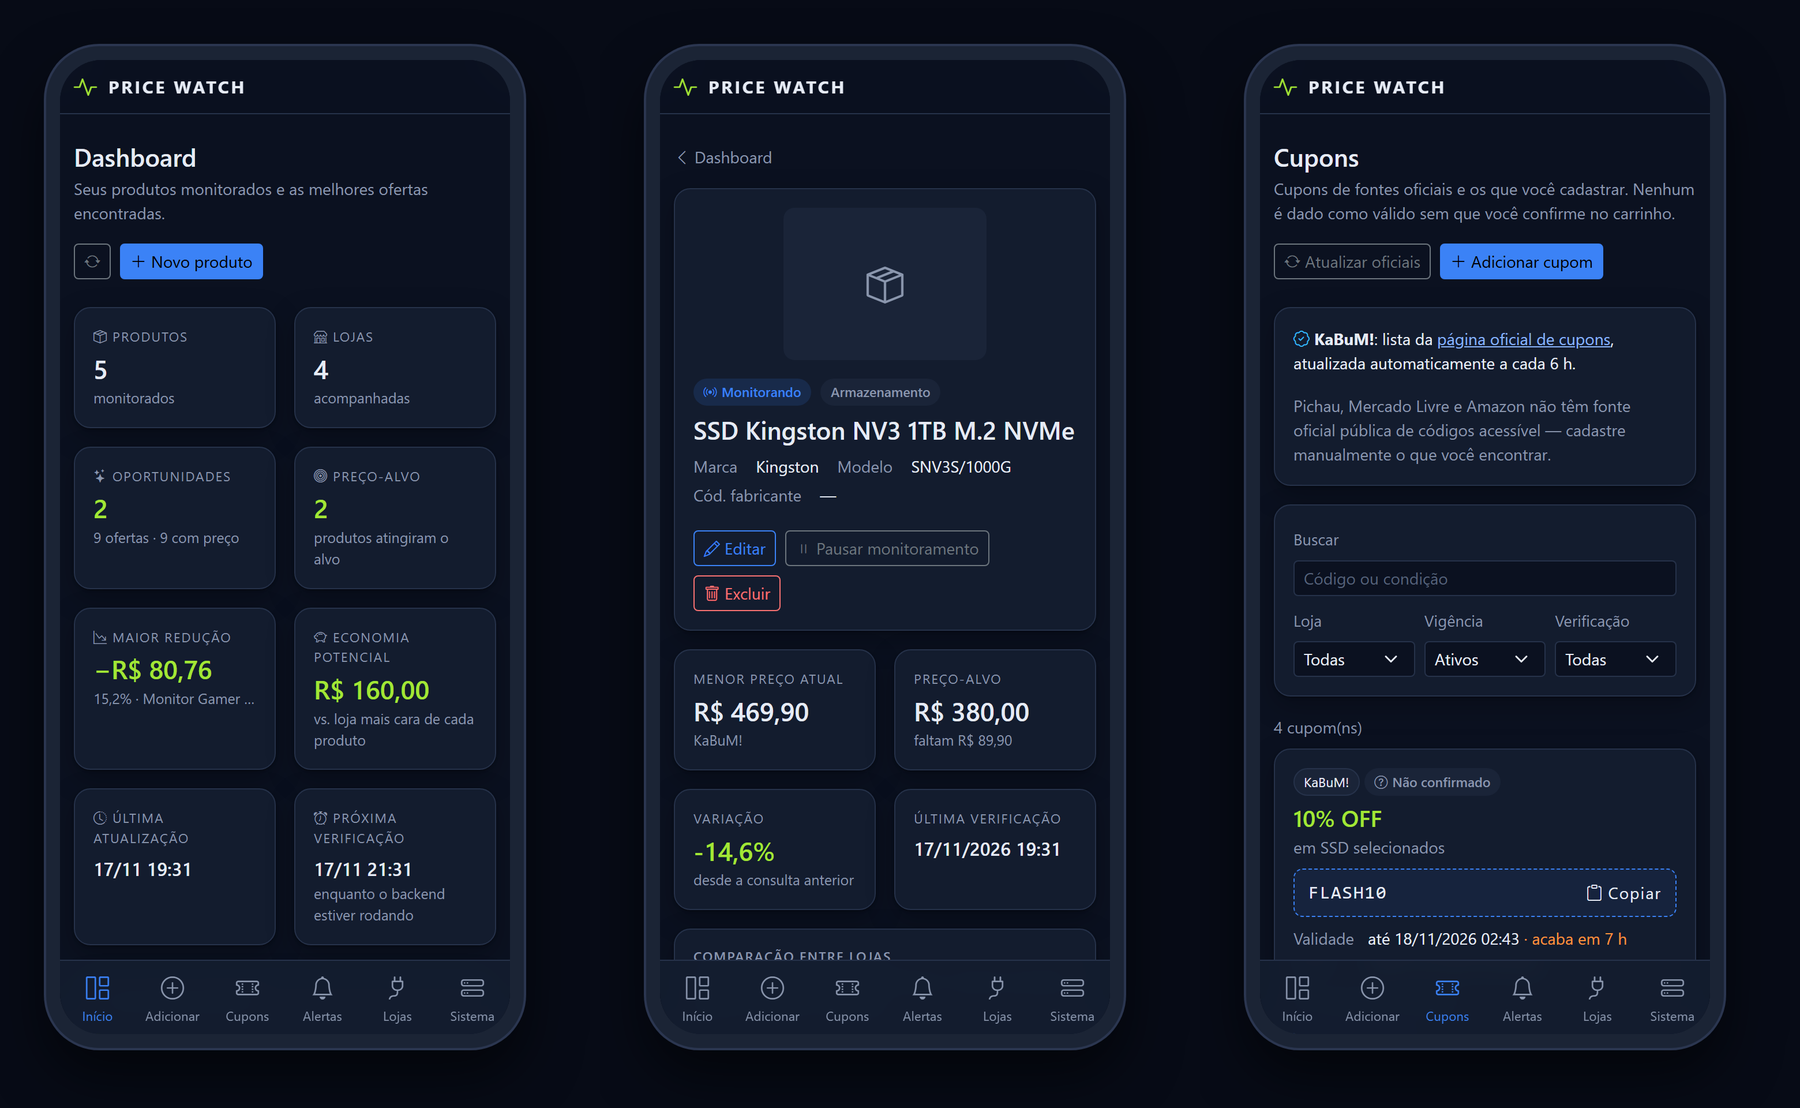 PRICE WATCH
Dashboard
Seus produtos monitorados e as melhores ofertas
encontradas.
Novo produto
PRODUTOS
5
monitorados
LOJAS
4
acompanhadas
OPORTUNIDADES
2
9 ofertas · 9 com preço
PREÇO-ALVO
2
produtos atingiram o
alvo
MAIOR REDUÇÃO
−R$ 80,76
15,2% · Monitor Gamer ...
ECONOMIA
POTENCIAL
R$ 160,00
vs. loja mais cara de cada
produto
ÚLTIMA
ATUALIZAÇÃO
17/11 19:31
PRÓXIMA
VERIFICAÇÃO
17/11 21:31
enquanto o backend
estiver rodando
Início
Adicionar
Cupons
Alertas
Lojas
Sistema
PRICE WATCH
Dashboard
Monitorando
Armazenamento
SSD Kingston NV3 1TB M.2 NVMe
Marca Kingston Modelo SNV3S/1000G
Cód. fabricante —
Editar
Pausar monitoramento
Excluir
MENOR PREÇO ATUAL
R$ 469,90
KaBuM!
PREÇO-ALVO
R$ 380,00
faltam R$ 89,90
VARIAÇÃO
-14,6%
desde a consulta anterior
ÚLTIMA VERIFICAÇÃO
17/11/2026 19:31
COMPARAÇÃO ENTRE LOJAS
Início
Adicionar
Cupons
Alertas
Lojas
Sistema
PRICE WATCH
Cupons
Cupons de fontes oficiais e os que você cadastrar. Nenhum
é dado como válido sem que você confirme no carrinho.
Atualizar oficiais
Adicionar cupom
KaBuM!: lista da página oficial de cupons,
atualizada automaticamente a cada 6 h.
Pichau, Mercado Livre e Amazon não têm fonte
oficial pública de códigos acessível — cadastre
manualmente o que você encontrar.
Buscar
Código ou condição
Loja
Vigência
Verificação
Todas
Ativos
Todas
4 cupom(ns)
KaBuM!
Não confirmado
10% OFF
em SSD selecionados
FLASH10
Copiar
Validade até 18/11/2026 02:43 · acaba em 7 h
Início
Adicionar
Cupons
Alertas
Lojas
Sistema